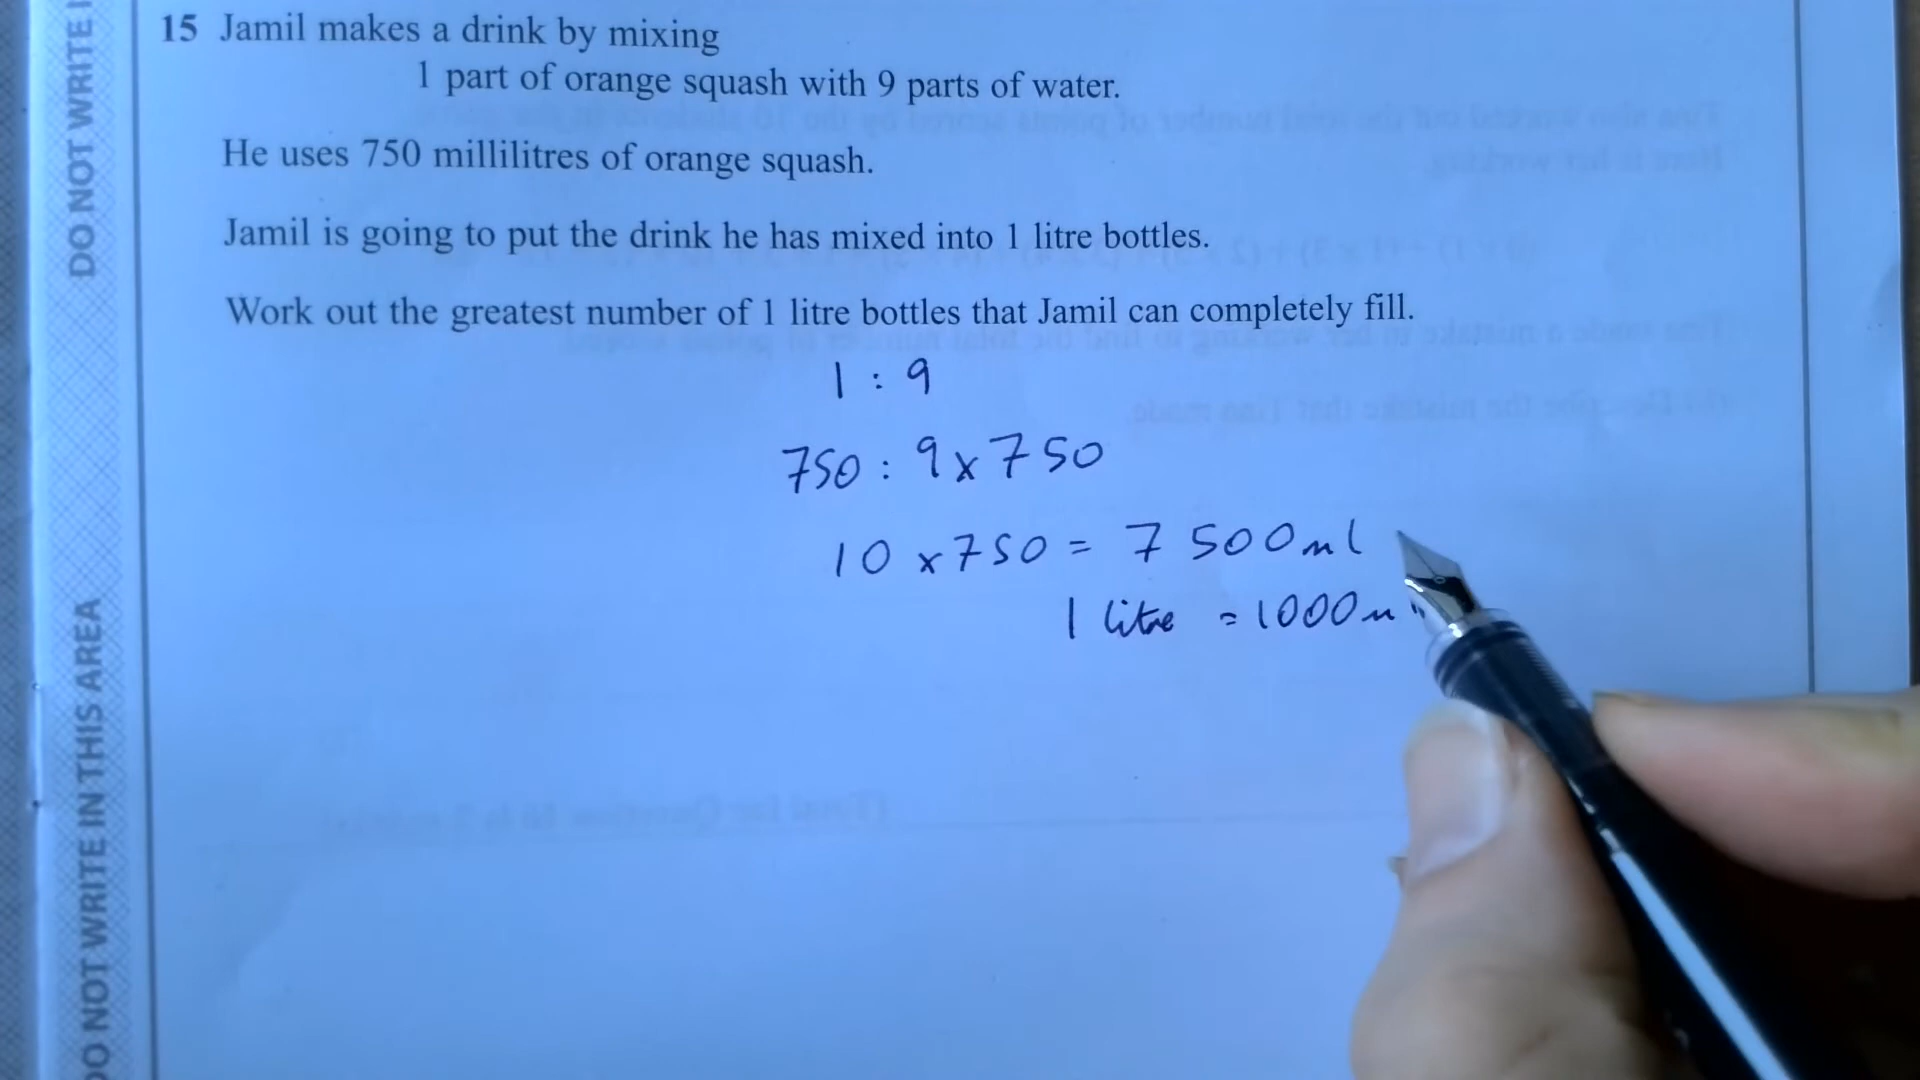 DO NOT WRITE I
DO NOT WRITE IN THIS AREA
15 Jamil makes a drink by mixing
1 part of orange squash with 9 parts of water.
He uses 750 millilitres of orange squash.
Jamil is going to put the drink he has mixed into 1 litre bottles.
Work out the greatest number of 1 litre bottles that Jamil can completely fill.
1 : 9
750 : 9 x 750
10 x 750 = 7 500ml
1 litre = 1000m